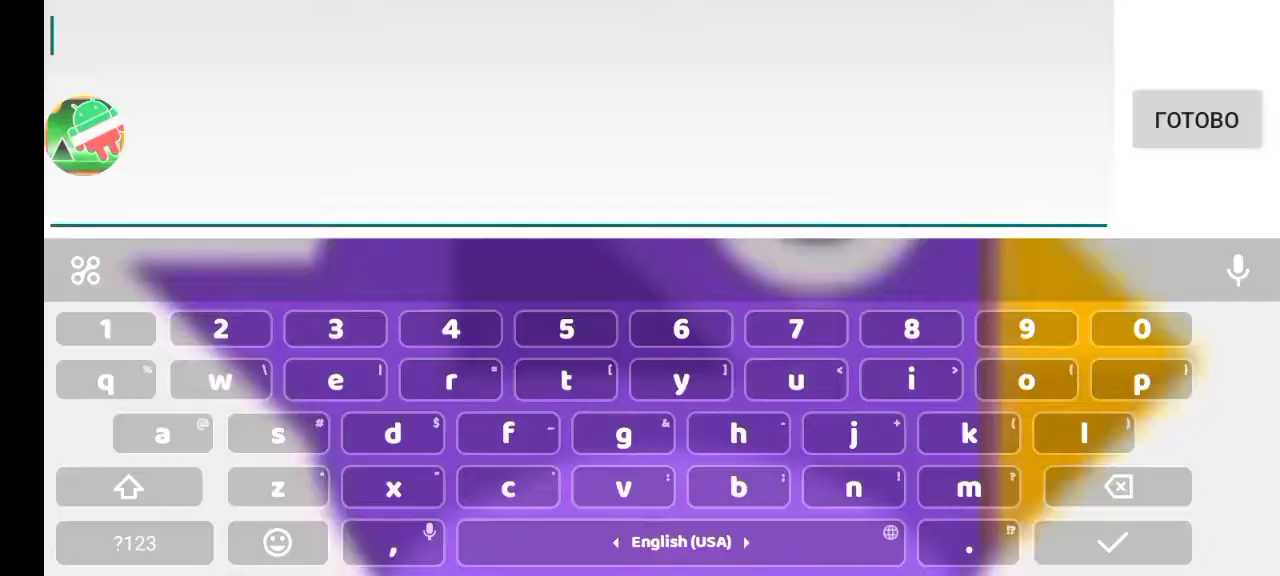 ГОТОВО
1 2 3 4 5 6 7 8 9 0
q % w \ e | r = t [ y ] u < i > o { p }
a @ s # d $ f _ g & h - j + k ( l )
z * x " c ' v : b ; n ! m ?
?123 , English (USA) . !?